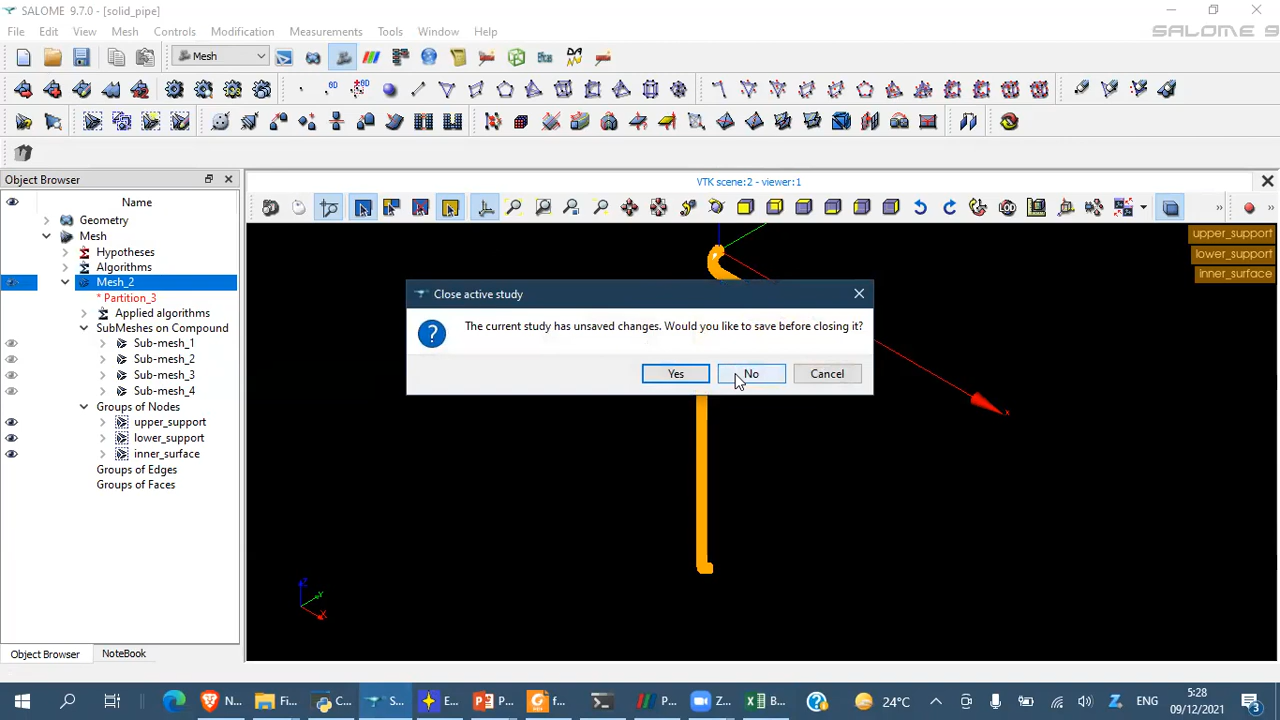 SALOME 9.7.0 - [solid_pipe]
File Edit View Mesh Controls Modification Measurements Tools Window Help
SALOME 9
Mesh
Object Browser
VTK scene:2 - viewer:1
Name
Geometry
Mesh
Hypotheses
Algorithms
Mesh_2
* Partition_3
Applied algorithms
SubMeshes on Compound
Sub-mesh_1
Sub-mesh_2
Sub-mesh_3
Sub-mesh_4
Groups of Nodes
upper_support
lower_support
inner_surface
Groups of Edges
Groups of Faces
upper_support
lower_support
inner_surface
Close active study
The current study has unsaved changes. Would you like to save before closing it?
Yes No Cancel
x
Z
Y
X
Object Browser NoteBook
N... Fi... C... S... E... P... f... P... Z... B...
24°C ENG
5:28
09/12/2021
3